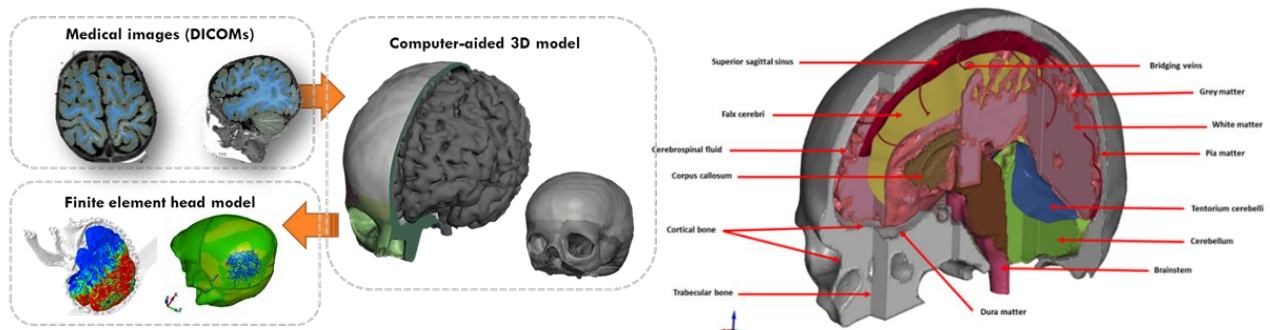 Medical images (DICOMs)
Computer-aided 3D model
Finite element head model
Superior sagittal sinus
Falx cerebri
Cerebrospinal fluid
Corpus callosum
Cortical bone
Trabecular bone
Bridging veins
Grey matter
White matter
Pia matter
Tentorium cerebelli
Cerebellum
Brainstem
Dura matter